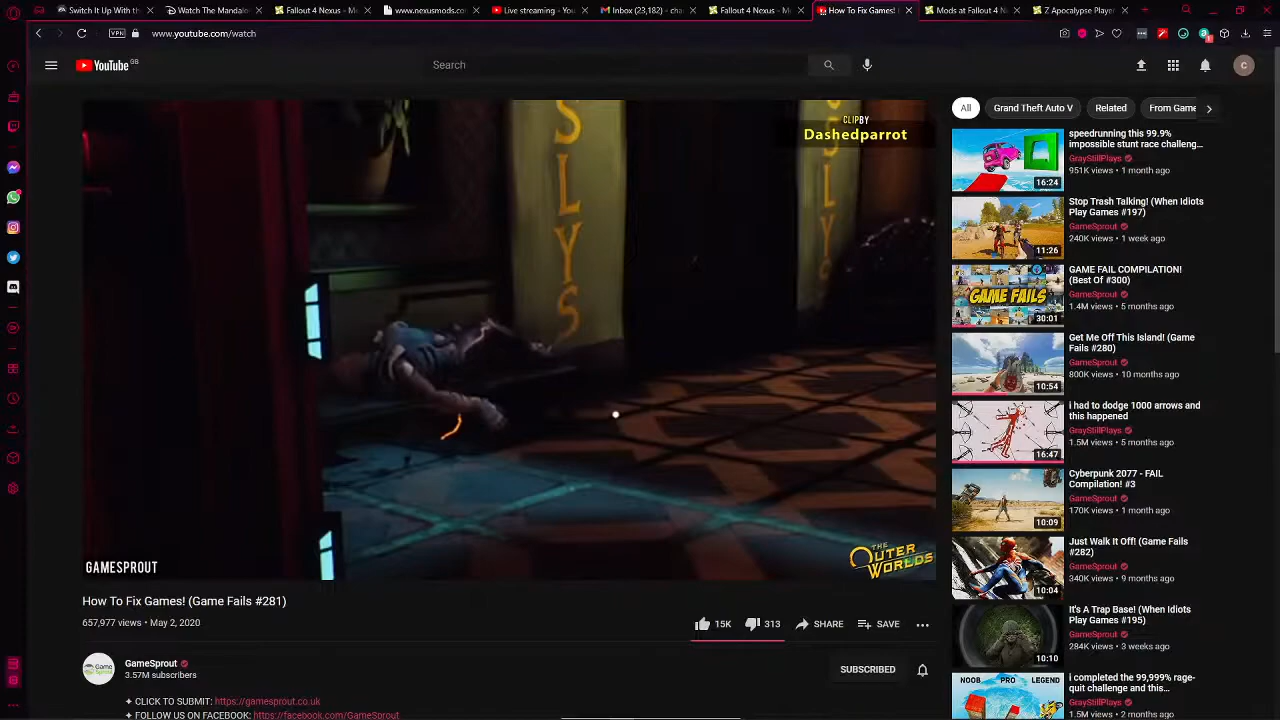 Switch It Up With th
Watch The Mandalo
Fallout 4 Nexus - M
www.nexusmods.co
Live streaming - You
Inbox (23,182) - cha
Fallout 4 Nexus - Mo
How To Fix Games! (
Mods at Fallout 4 N
Z Apocalypse Player
VPN
www.youtube.com/watch
YouTube GB
Search
C
SLYS
CLIP BY
Dashedparrot
GAMESPROUT
THE OUTER WORLDS
How To Fix Games! (Game Fails #281)
657,977 views • May 2, 2020
15K
313
SHARE
SAVE
GameSprout
3.57M subscribers
SUBSCRIBED
✦ CLICK TO SUBMIT: https://gamesprout.co.uk
✦ FOLLOW US ON FACEBOOK: https://facebook.com/GameSprout
All
Grand Theft Auto V
Related
From Game
speedrunning this 99.9%
impossible stunt race challeng...
GrayStillPlays
951K views • 1 month ago
16:24
Stop Trash Talking! (When Idiots
Play Games #197)
GameSprout
240K views • 1 week ago
11:26
GAME FAILS
GAME FAIL COMPILATION!
(Best Of #300)
GameSprout
1.4M views • 5 months ago
30:01
Get Me Off This Island! (Game
Fails #280)
GameSprout
800K views • 10 months ago
10:54
i had to dodge 1000 arrows and
this happened
GrayStillPlays
1.5M views • 5 months ago
16:47
Cyberpunk 2077 - FAIL
Compilation! #3
GameSprout
170K views • 1 month ago
10:09
Just Walk It Off! (Game Fails
#282)
GameSprout
340K views • 9 months ago
10:04
It's A Trap Base! (When Idiots
Play Games #195)
GameSprout
284K views • 3 weeks ago
10:10
NOOB PRO LEGEND
i completed the 99,999% rage-
quit challenge and this...
GrayStillPlays
1.5M views • 2 months ago